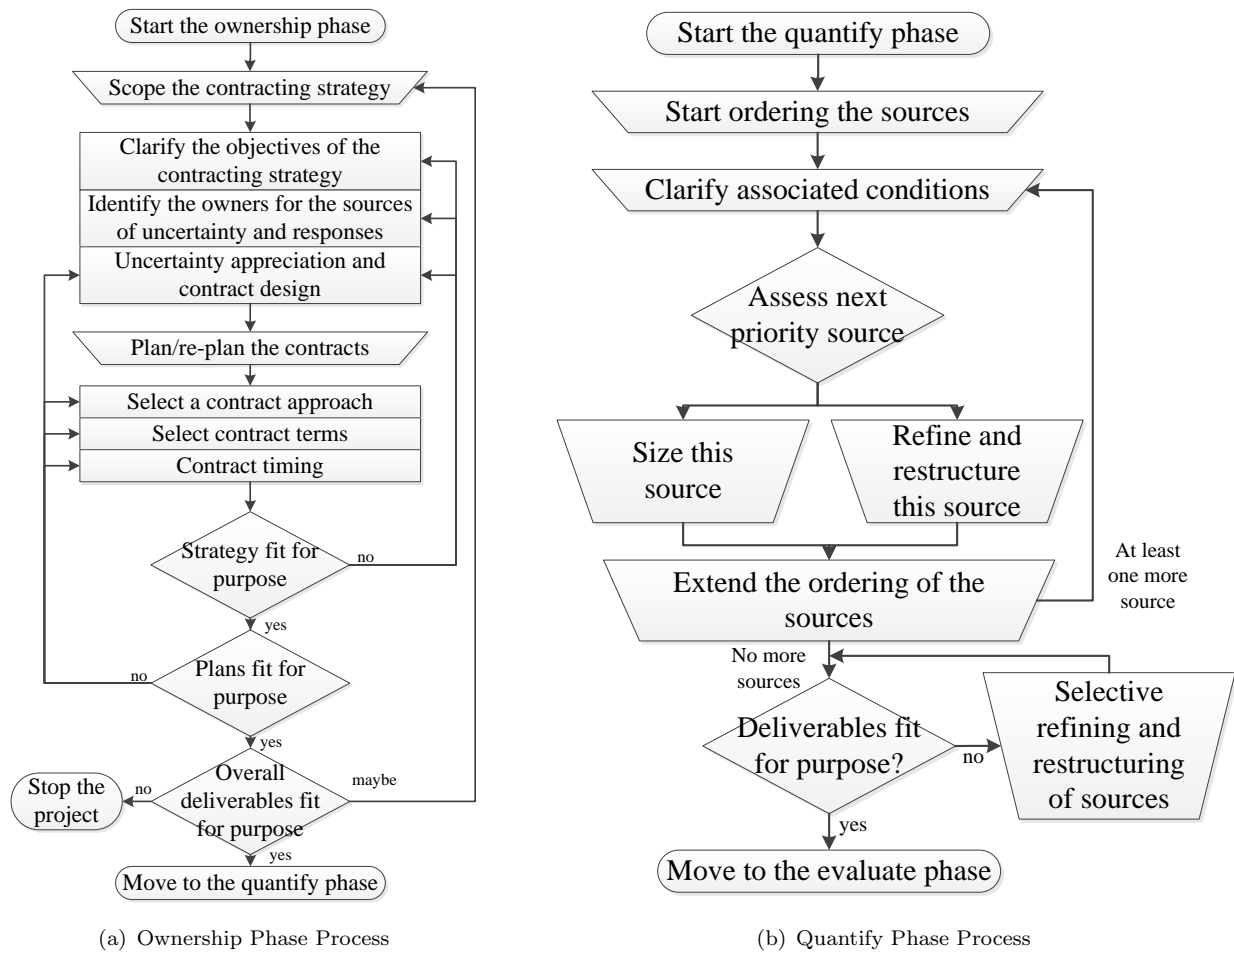 Start the ownership phase
Scope the contracting strategy
Clarify the objectives of the
contracting strategy
Identify the owners for the sources
of uncertainty and responses
Uncertainty appreciation and
contract design
Plan/re-plan the contracts
Select a contract approach
Select contract terms
Contract timing
Strategy fit for
purpose
no
yes
Plans fit for
purpose
no
yes
Overall
deliverables fit
for purpose
maybe
no
Stop the
project
yes
Move to the quantify phase
(a) Ownership Phase Process
Start the quantify phase
Start ordering the sources
Clarify associated conditions
Assess next
priority source
Size this
source
Refine and
restructure
this source
At least
one more
source
Extend the ordering of the
sources
No more
sources
Deliverables fit
for purpose?
no
Selective
refining and
restructuring
of sources
yes
Move to the evaluate phase
(b) Quantify Phase Process